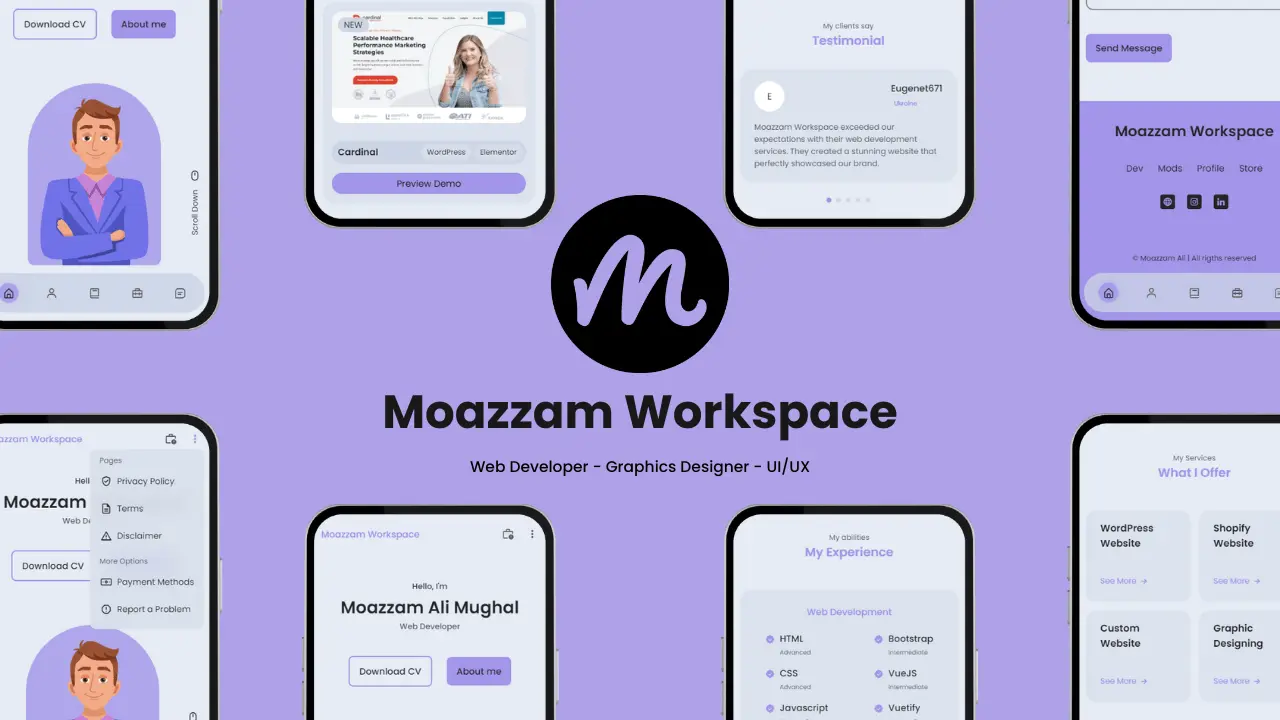 Download CV
About me
Scroll Down
NEW
cardinal
Scalable Healthcare
Performance Marketing
Strategies
Cardinal
WordPress
Elementor
Preview Demo
My clients say
Testimonial
E
Eugenet671
Ukraine
Moazzam Workspace exceeded our
expectations with their web development
services. They created a stunning website that
perfectly showcased our brand.
Send Message
Moazzam Workspace
Dev
Mods
Profile
Store
© Moazzam Ali | All rigths reserved
m
Moazzam Workspace
Web Developer - Graphics Designer - UI/UX
azzam Workspace
Pages
Privacy Policy
Terms
Disclaimer
More Options
Payment Methods
Report a Problem
Hell
Moazzam
Web De
Download CV
Moazzam Workspace
Hello, I'm
Moazzam Ali Mughal
Web Developer
Download CV
About me
My abilities
My Experience
Web Development
HTML
Advanced
Bootstrap
Intermediate
CSS
Advanced
VueJS
Intermediate
Javascript
Vuetify
My Services
What I Offer
WordPress
Website
See More →
Shopify
Website
See More →
Custom
Website
See More →
Graphic
Designing
See More →